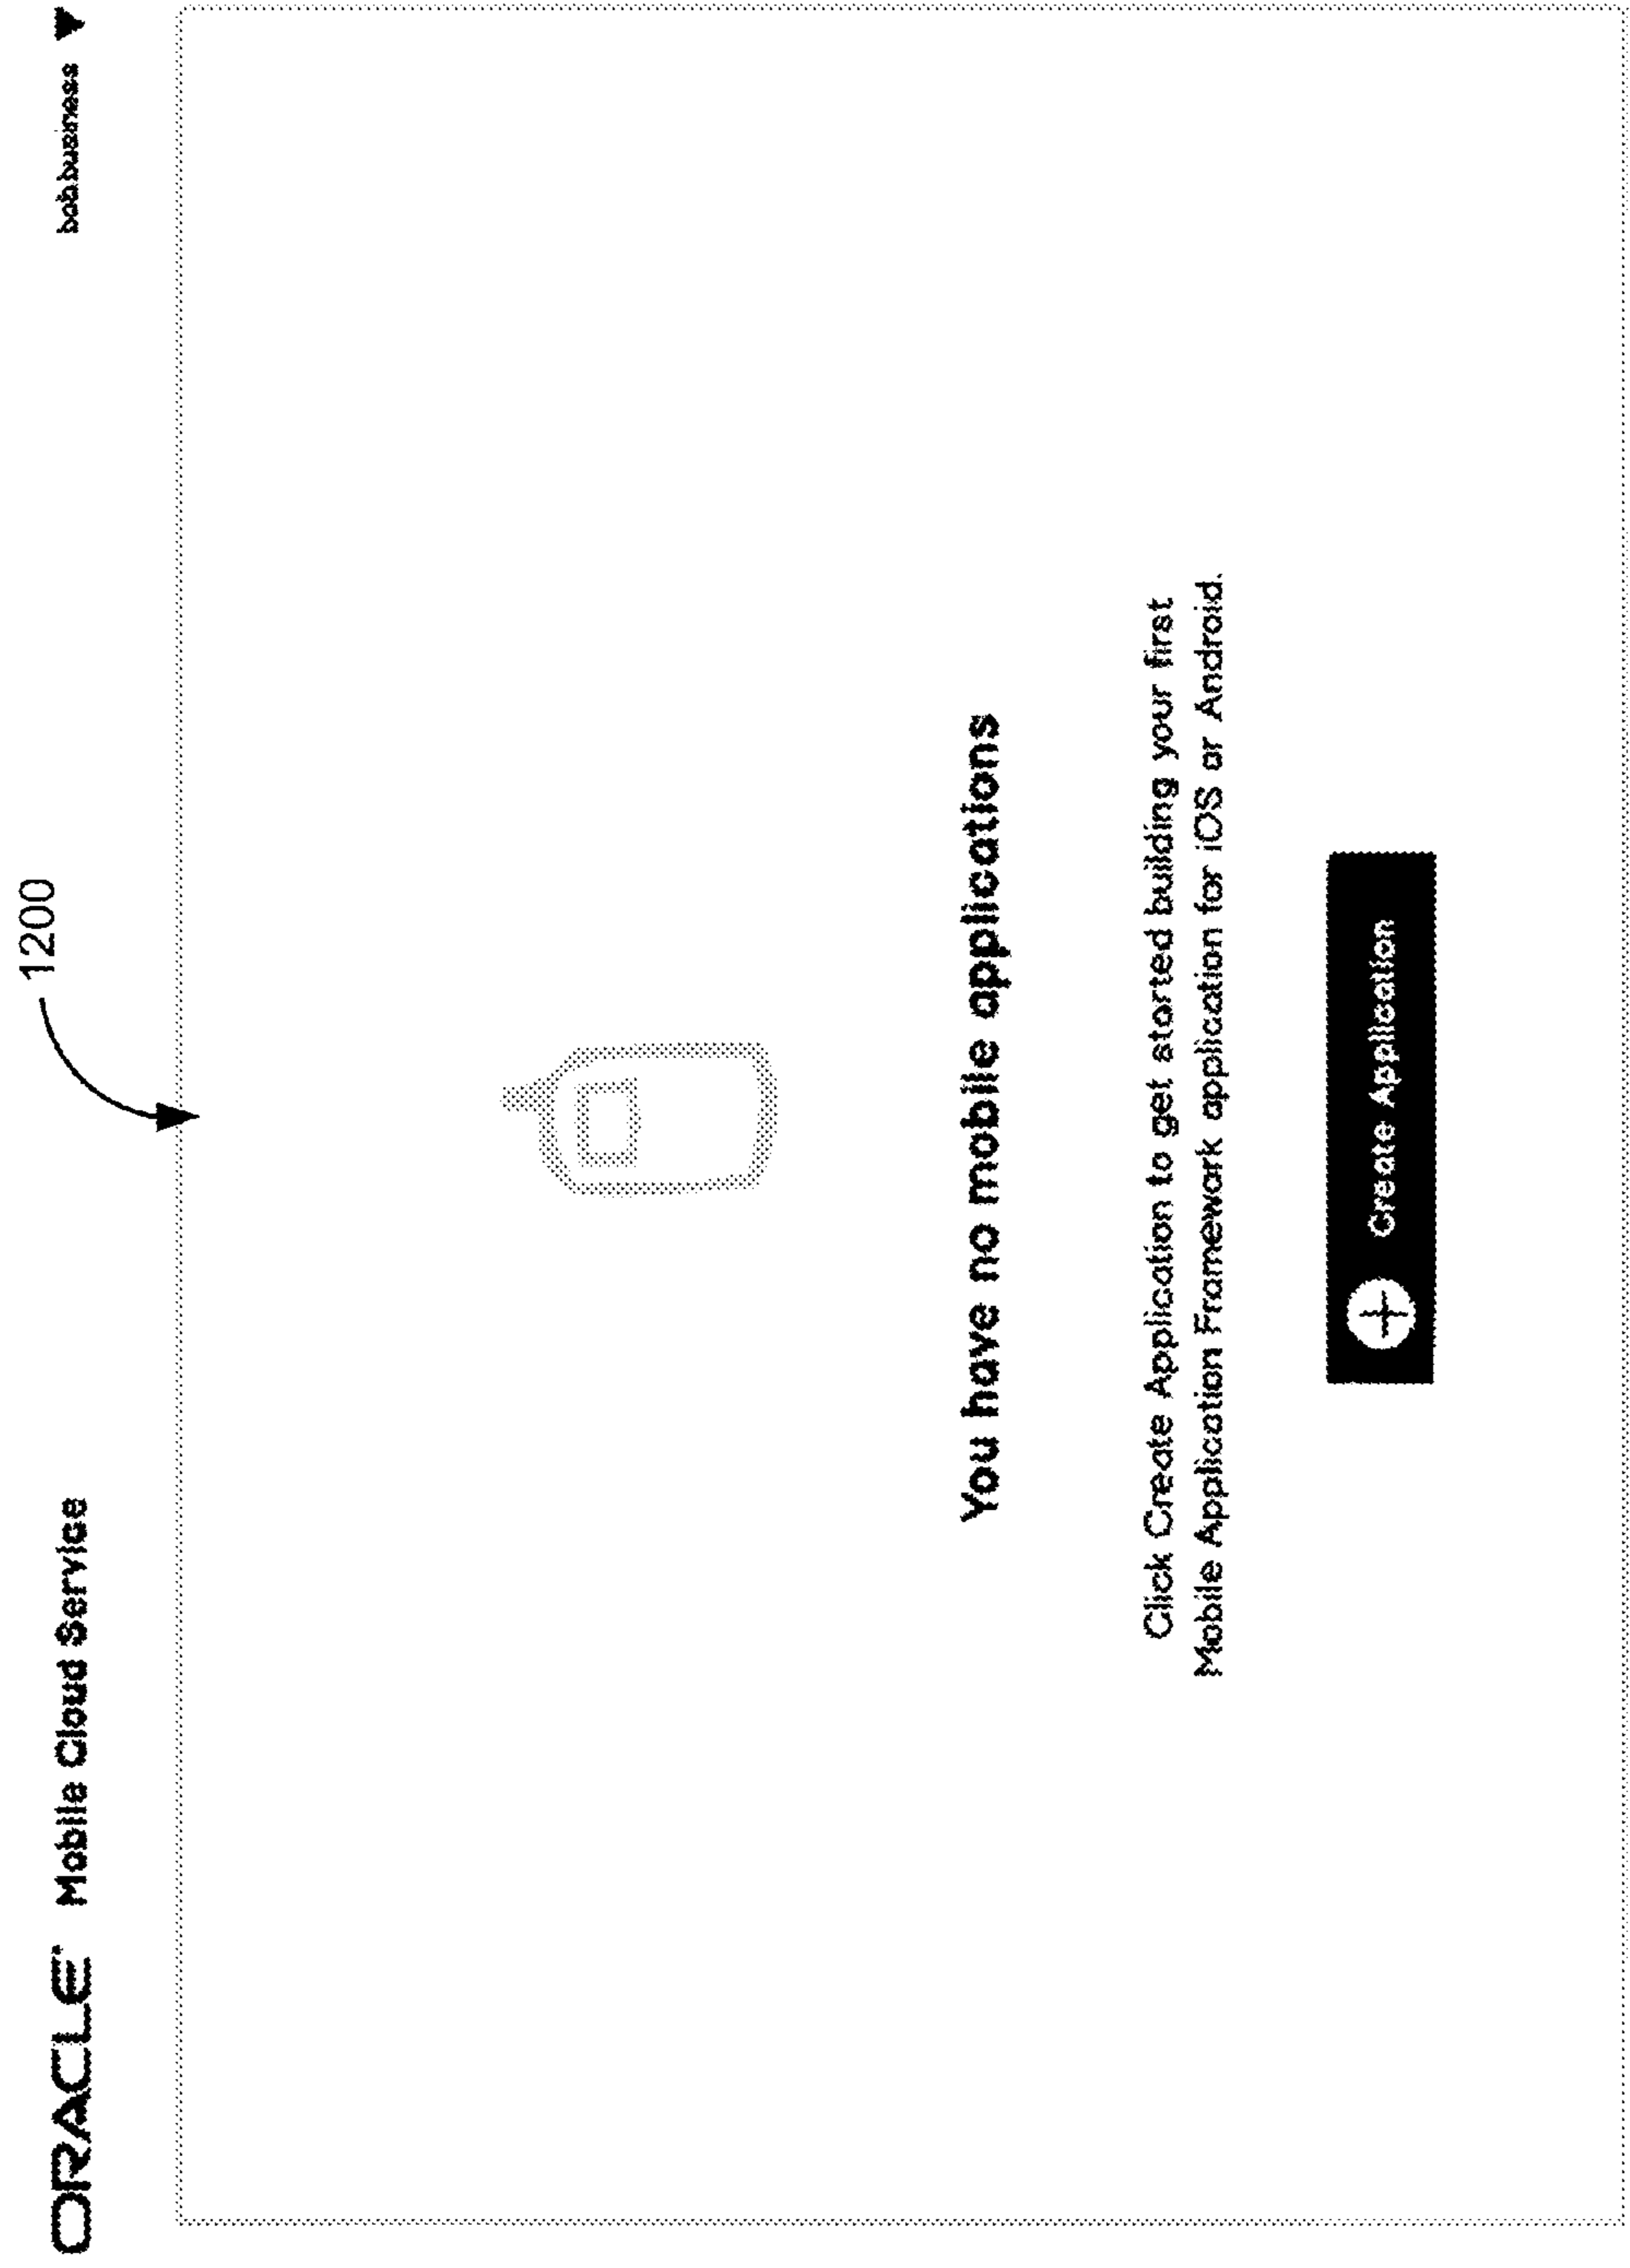 1200
ORACLE Mobile Cloud Service
bob.business
You have no mobile applications
Click Create Application to get started building your first
Mobile Application Framework application for iOS or Android.
Create Application